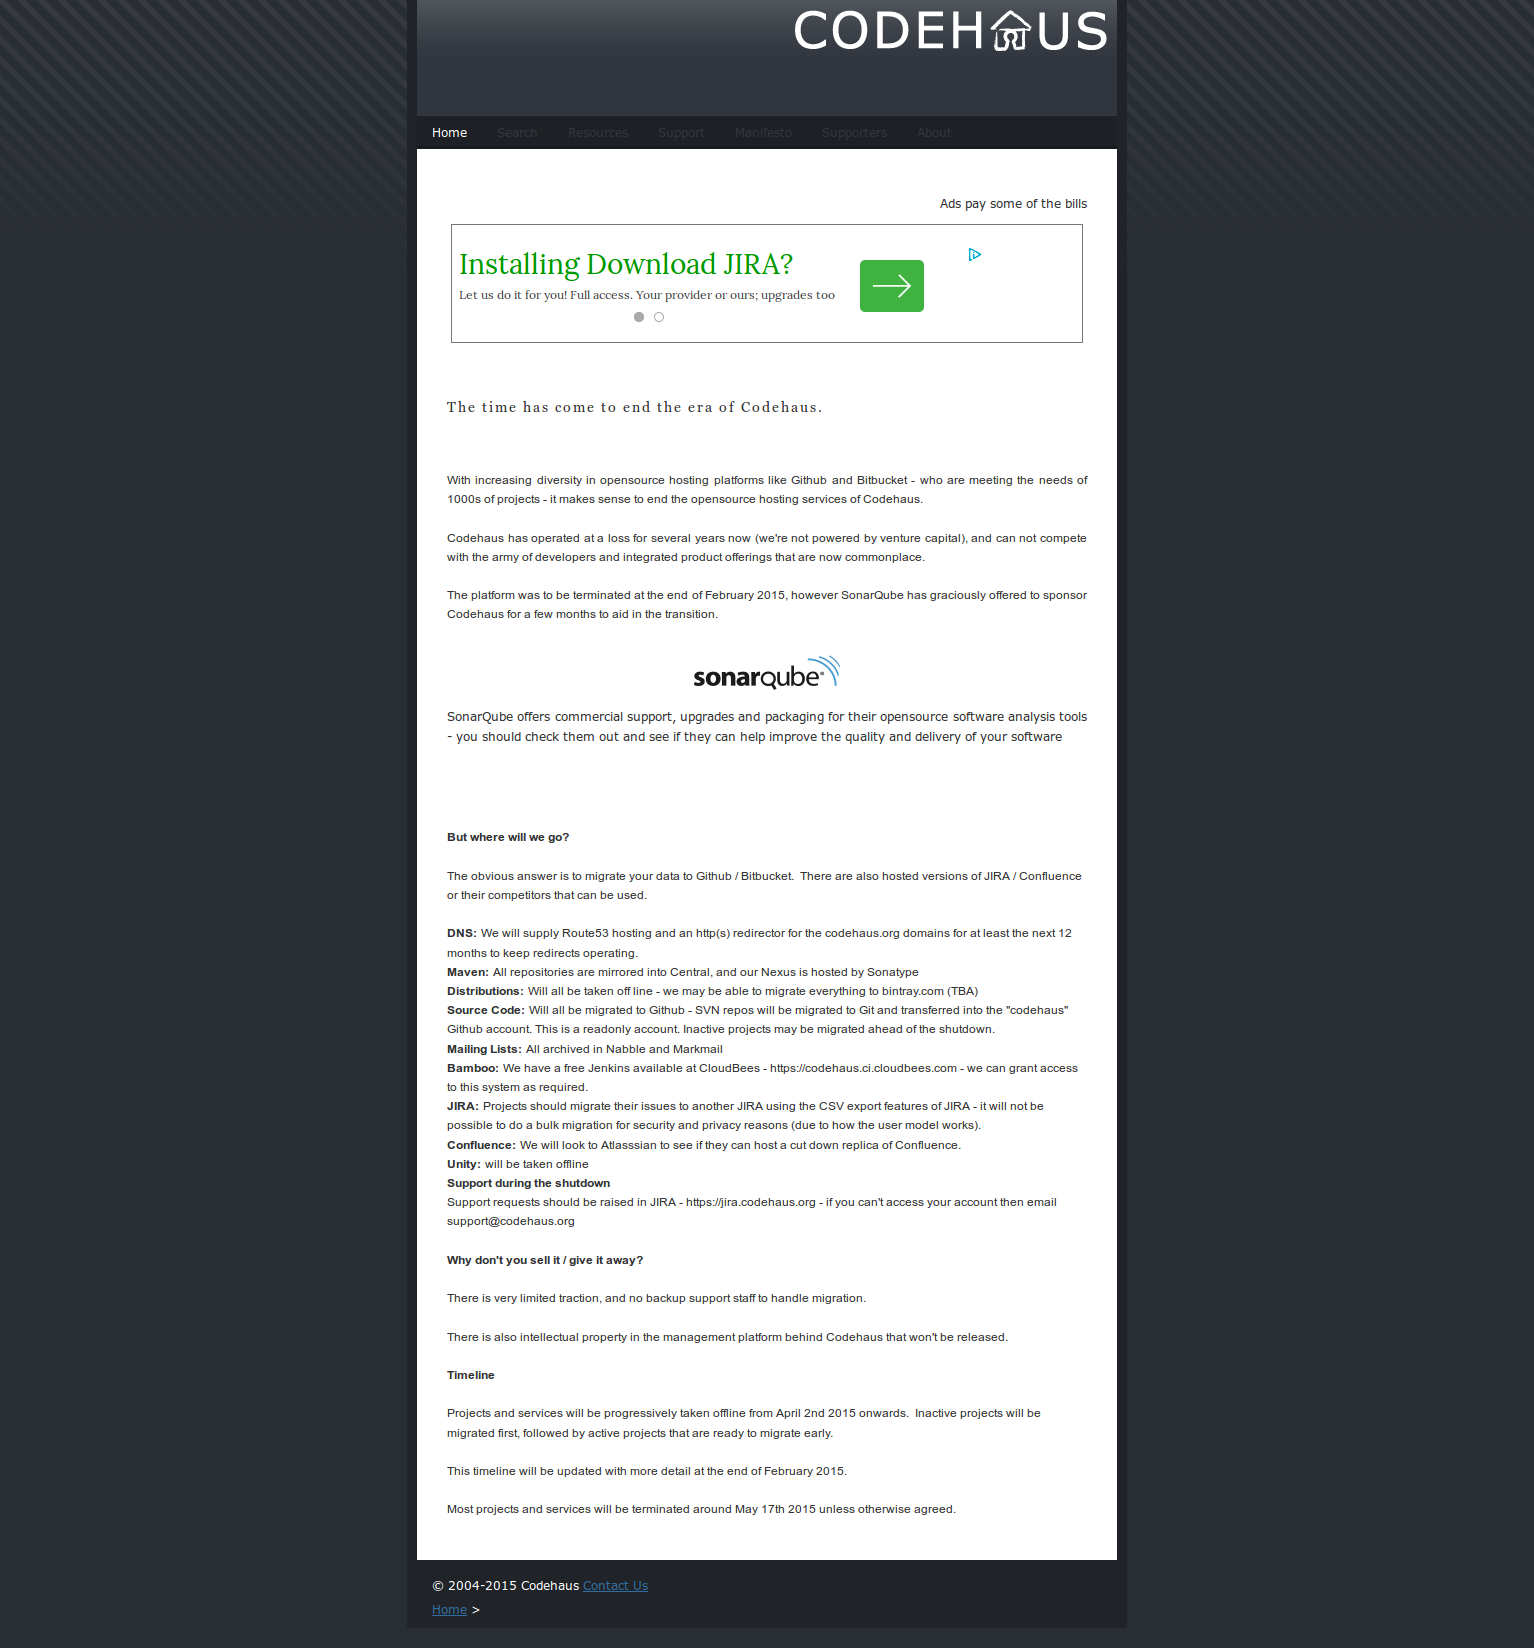 CODEHAUS
Home Search Resources Support Manifesto Supporters About
Ads pay some of the bills
Installing Download JIRA?
Let us do it for you! Full access. Your provider or ours; upgrades too
The time has come to end the era of Codehaus.
With increasing diversity in opensource hosting platforms like Github and Bitbucket - who are meeting the needs of
1000s of projects - it makes sense to end the opensource hosting services of Codehaus.
Codehaus has operated at a loss for several years now (we're not powered by venture capital), and can not compete
with the army of developers and integrated product offerings that are now commonplace.
The platform was to be terminated at the end of February 2015, however SonarQube has graciously offered to sponsor
Codehaus for a few months to aid in the transition.
sonarqube
SonarQube offers commercial support, upgrades and packaging for their opensource software analysis tools
- you should check them out and see if they can help improve the quality and delivery of your software
But where will we go?
The obvious answer is to migrate your data to Github / Bitbucket.  There are also hosted versions of JIRA / Confluence
or their competitors that can be used.
DNS: We will supply Route53 hosting and an http(s) redirector for the codehaus.org domains for at least the next 12
months to keep redirects operating.
Maven: All repositories are mirrored into Central, and our Nexus is hosted by Sonatype
Distributions: Will all be taken off line - we may be able to migrate everything to bintray.com (TBA)
Source Code: Will all be migrated to Github - SVN repos will be migrated to Git and transferred into the "codehaus"
Github account. This is a readonly account. Inactive projects may be migrated ahead of the shutdown.
Mailing Lists: All archived in Nabble and Markmail
Bamboo: We have a free Jenkins available at CloudBees - https://codehaus.ci.cloudbees.com - we can grant access
to this system as required.
JIRA: Projects should migrate their issues to another JIRA using the CSV export features of JIRA - it will not be
possible to do a bulk migration for security and privacy reasons (due to how the user model works).
Confluence: We will look to Atlasssian to see if they can host a cut down replica of Confluence.
Unity: will be taken offline
Support during the shutdown
Support requests should be raised in JIRA - https://jira.codehaus.org - if you can't access your account then email
support@codehaus.org
Why don't you sell it / give it away?
There is very limited traction, and no backup support staff to handle migration.
There is also intellectual property in the management platform behind Codehaus that won't be released.
Timeline
Projects and services will be progressively taken offline from April 2nd 2015 onwards.  Inactive projects will be
migrated first, followed by active projects that are ready to migrate early.
This timeline will be updated with more detail at the end of February 2015.
Most projects and services will be terminated around May 17th 2015 unless otherwise agreed.
© 2004-2015 Codehaus Contact Us
Home >